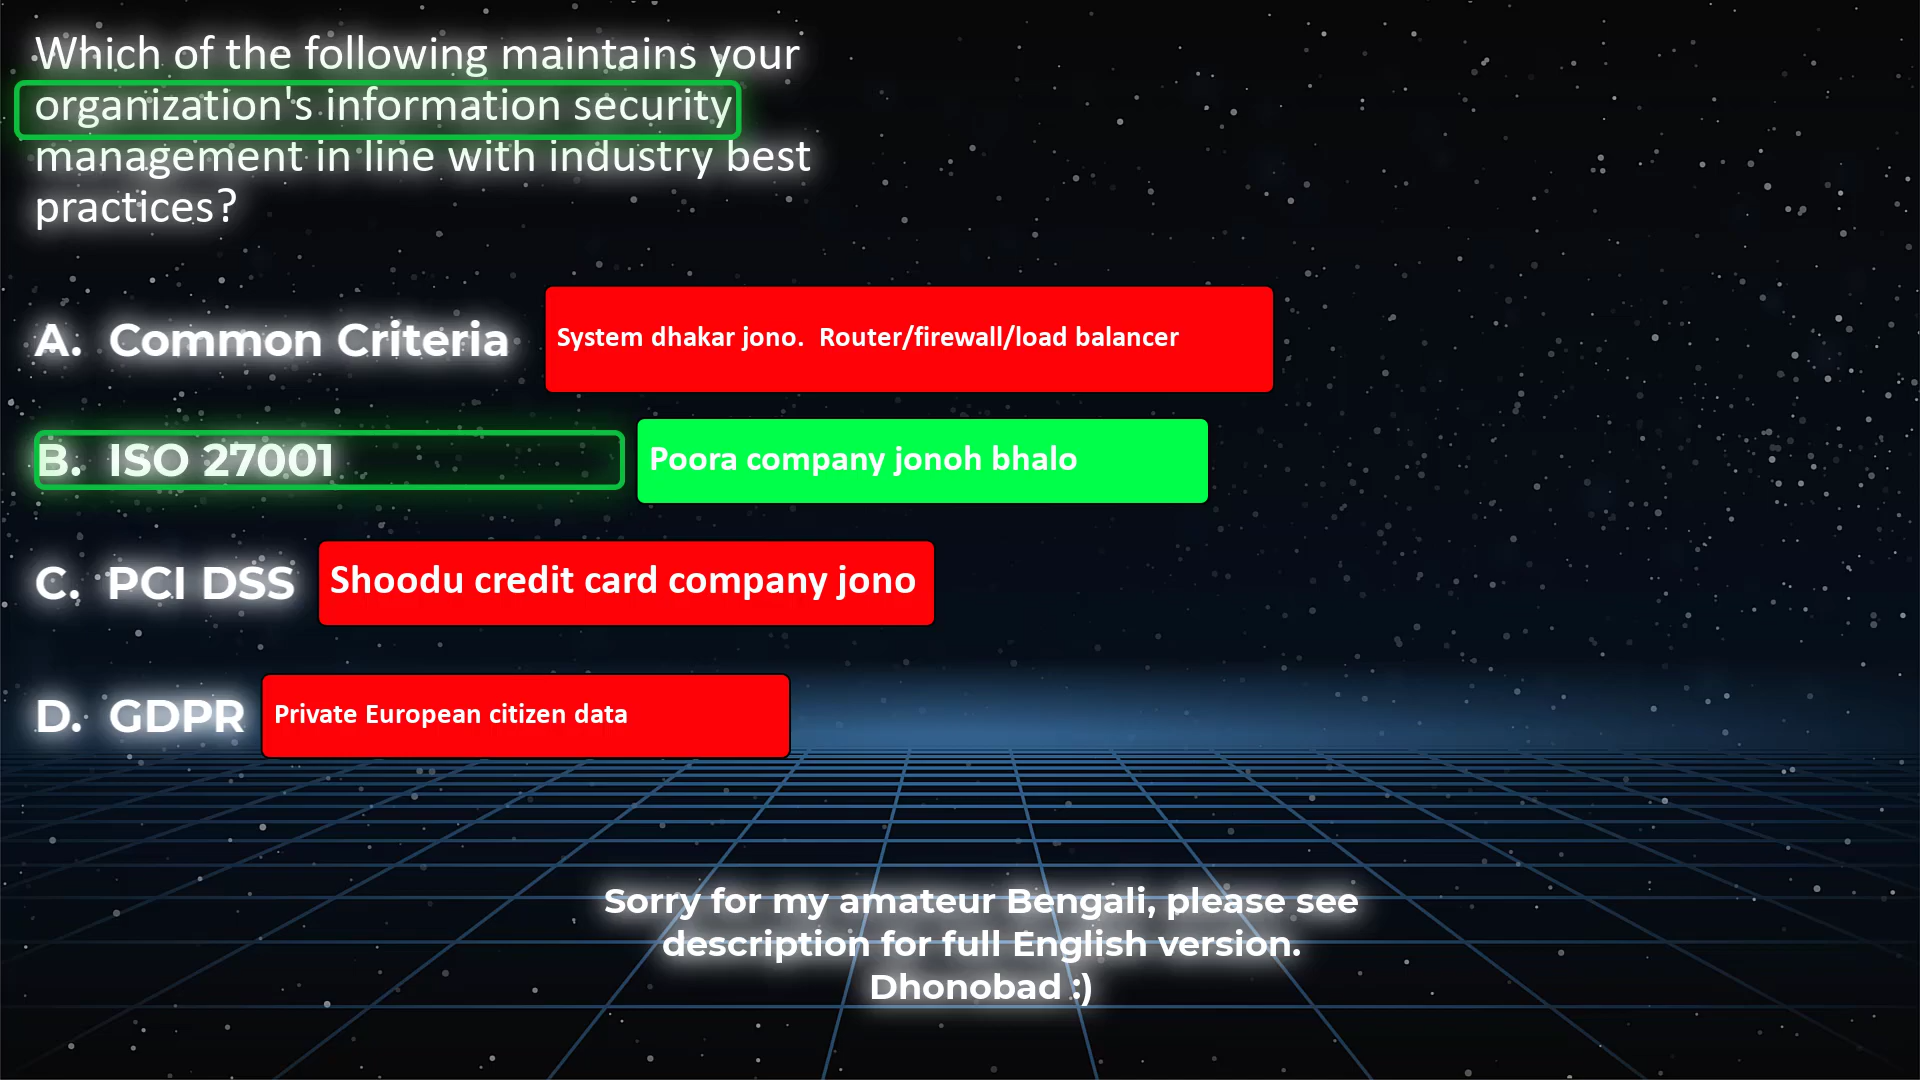 Which of the following maintains your
organization's information security
management in line with industry best
practices?
A. Common Criteria
System dhakar jono. Router/firewall/load balancer
B. ISO 27001
Poora company jonoh bhalo
C. PCI DSS
Shoodu credit card company jono
D. GDPR
Private European citizen data
Sorry for my amateur Bengali, please see
description for full English version.
Dhonobad :)